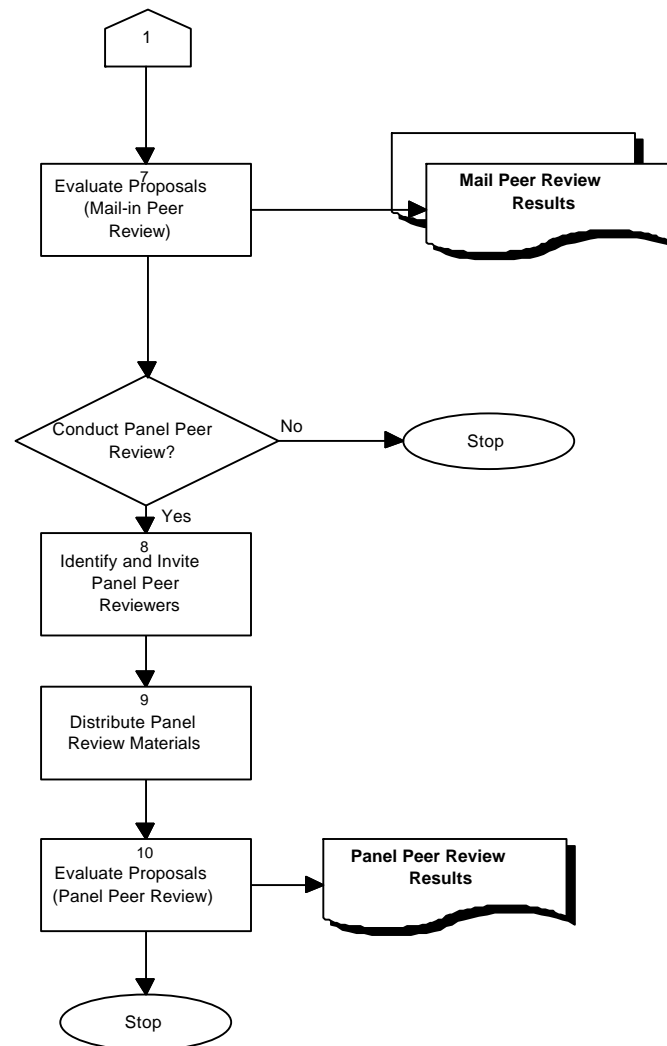 1
7
Evaluate Proposals
(Mail-in Peer
Review)
Mail Peer Review
Results
Conduct Panel Peer
Review?
No
Stop
Yes
8
Identify and Invite
Panel Peer
Reviewers
9
Distribute Panel
Review Materials
10
Evaluate Proposals
(Panel Peer Review)
Panel Peer Review
Results
Stop